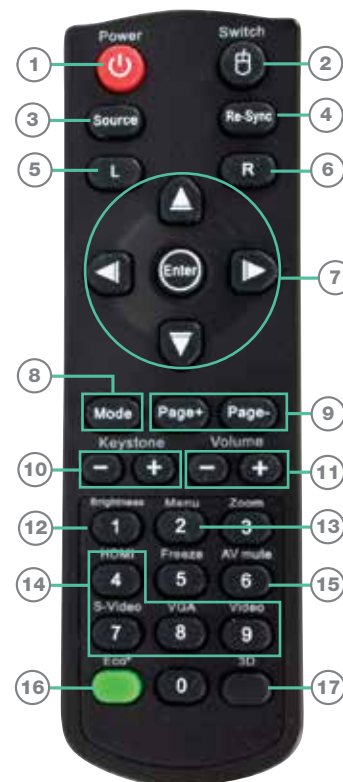 Power Switch
1 2
3 Source Re-Sync 4
5 L R 6
Enter 7
8
Mode Page+ Page- 9
Keystone Volume
10 − + − + 11
Brightness Menu Zoom
12 1 2 3 13
HDMI Freeze AV mute
14 4 5 6 15
S-Video VGA Video
7 8 9
Eco+ 3D
16 0 17